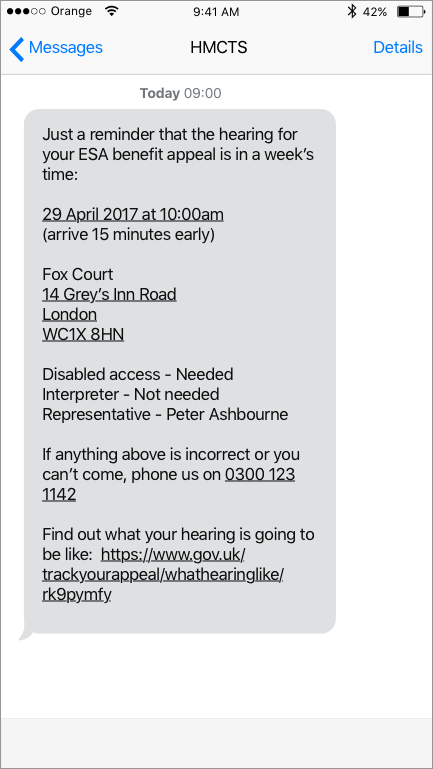 Orange 9:41 AM 42%
Messages HMCTS Details
Today 09:00
Just a reminder that the hearing for
your ESA benefit appeal is in a week's
time:
29 April 2017 at 10:00am
(arrive 15 minutes early)
Fox Court
14 Grey's Inn Road
London
WC1X 8HN
Disabled access - Needed
Interpreter - Not needed
Representative - Peter Ashbourne
If anything above is incorrect or you
can't come, phone us on 0300 123
1142
Find out what your hearing is going to
be like: https://www.gov.uk/
trackyourappeal/whathearinglike/
rk9pymfy